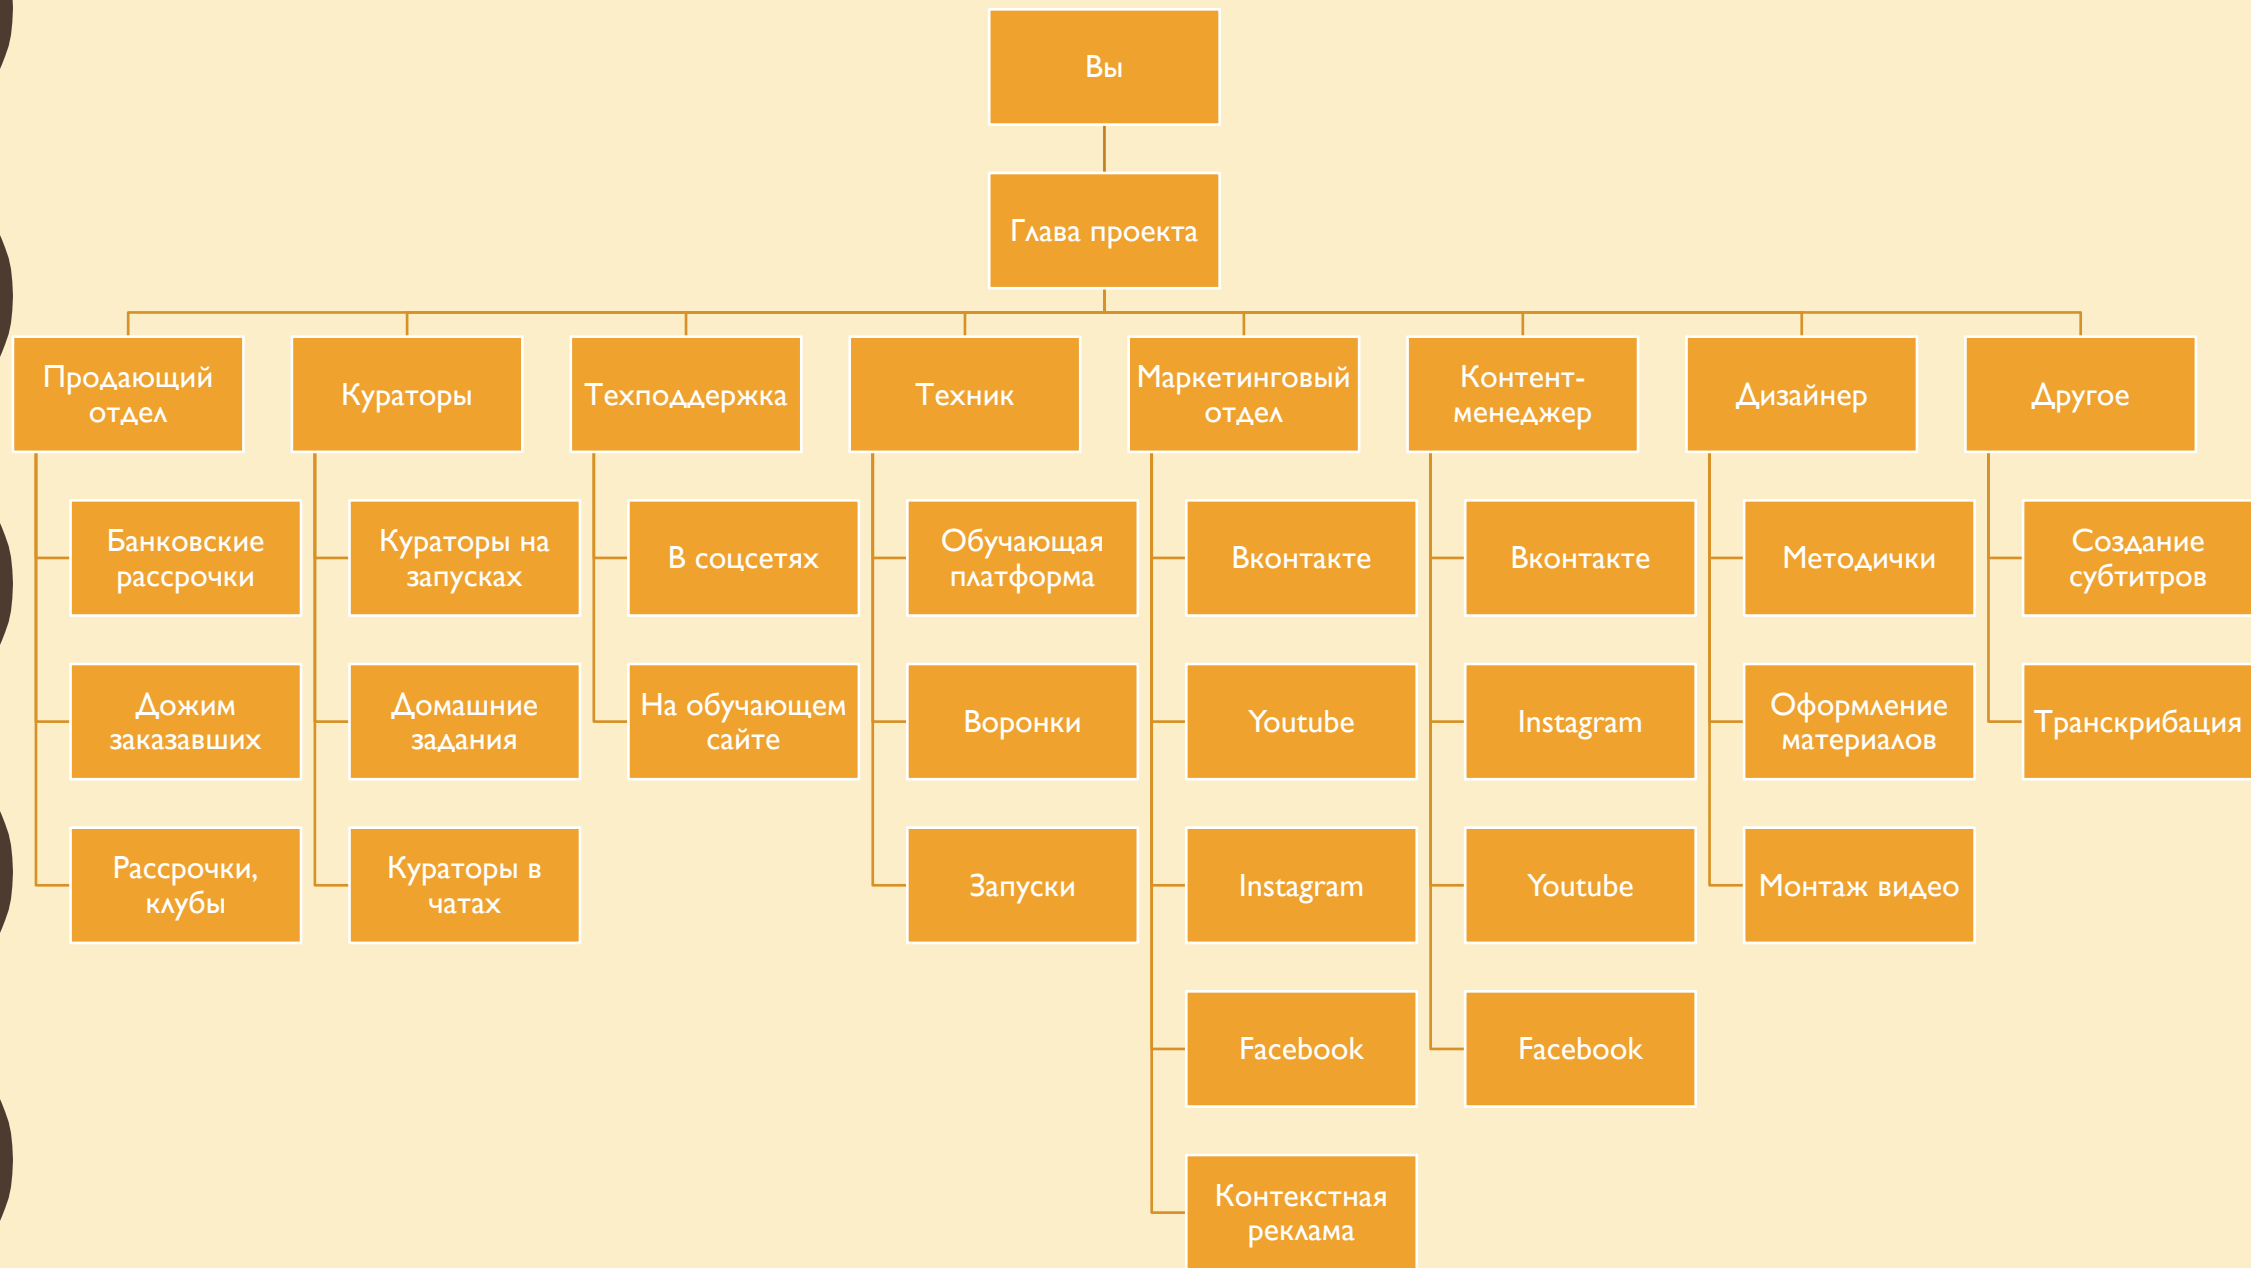 Вы
Глава проекта
Продающий
отдел
Кураторы
Техподдержка
Техник
Маркетинговый
отдел
Контент-
менеджер
Дизайнер
Другое
Банковские
рассрочки
Кураторы на
запусках
В соцсетях
Обучающая
платформа
Вконтакте
Вконтакте
Методички
Создание
субтитров
Дожим
заказавших
Домашние
задания
На обучающем
сайте
Воронки
Youtube
Instagram
Оформление
материалов
Транскрибация
Рассрочки,
клубы
Кураторы в
чатах
Запуски
Instagram
Youtube
Монтаж видео
Facebook
Facebook
Контекстная
реклама